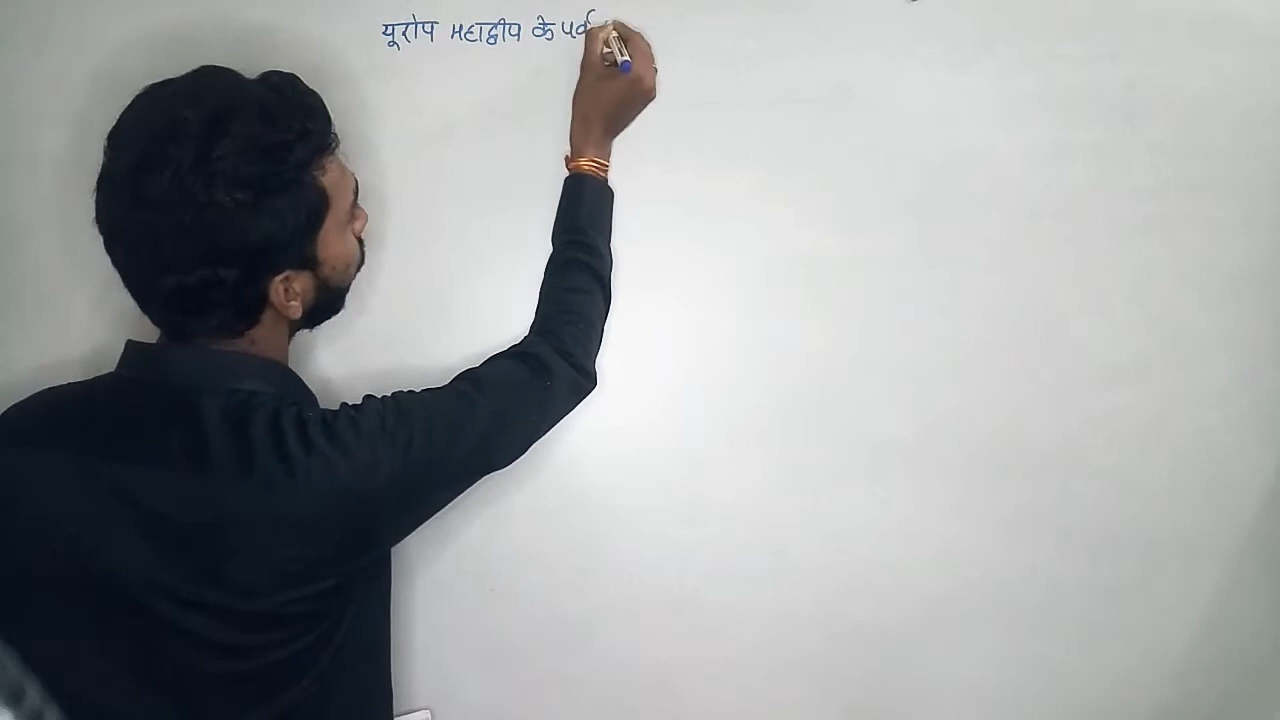 यूरोप महाद्वीप के पर्व